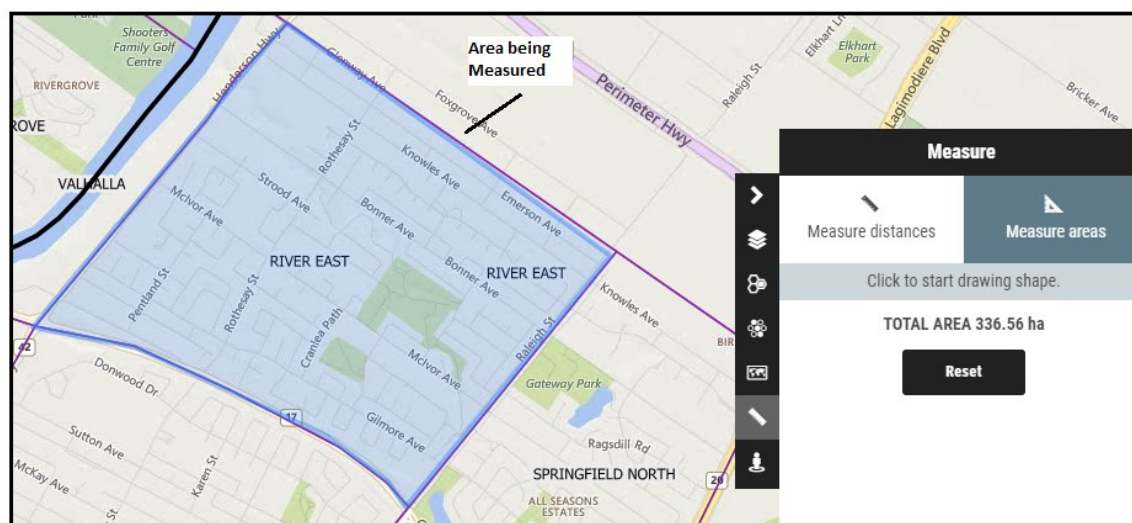 Shooters
Family Golf
Centre
RIVERGROVE
ROVE
VALHALLA
Henderson Hwy
Glenway Ave
Area being
Measured
Foxgrove Ave
Perimeter Hwy
Raleigh St
Elkhart Ln
Elkhart
Park
Lagimodiere Blvd
Bricker Ave
Rothesay St
Knowles Ave
Strood Ave
McIvor Ave
Bonner Ave
Emerson Ave
RIVER EAST
RIVER EAST
Bonner Ave
Pentland St
Rothesay St
Cranlea Path
Raleigh St
Knowles Ave
McIvor Ave
BIR
42
Donwood Dr
17
Gateway Park
Gilmore Ave
Sutton Ave
Karen St
McKay Ave
Ragsdill Rd
SPRINGFIELD NORTH
20
ALL SEASONS
ESTATES
Measure
Measure distances
Measure areas
Click to start drawing shape.
TOTAL AREA 336.56 ha
Reset